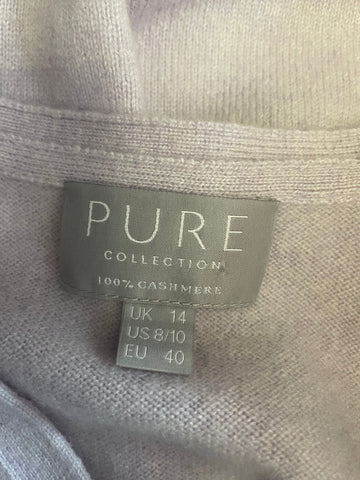 PURE
COLLECTION
100% CASHMERE
UK 14
US 8/10
EU 40